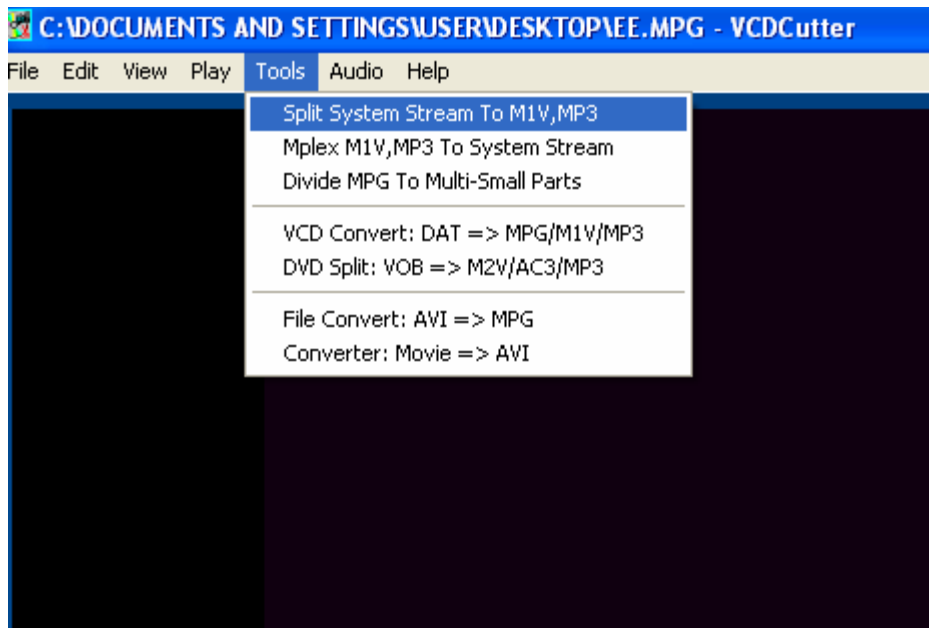 C:\DOCUMENTS AND SETTINGS\USER\DESKTOP\EE.MPG - VCDCutter
File Edit View Play Tools Audio Help
Split System Stream To M1V,MP3
Mplex M1V,MP3 To System Stream
Divide MPG To Multi-Small Parts
VCD Convert: DAT => MPG/M1V/MP3
DVD Split: VOB => M2V/AC3/MP3
File Convert: AVI => MPG
Converter: Movie => AVI